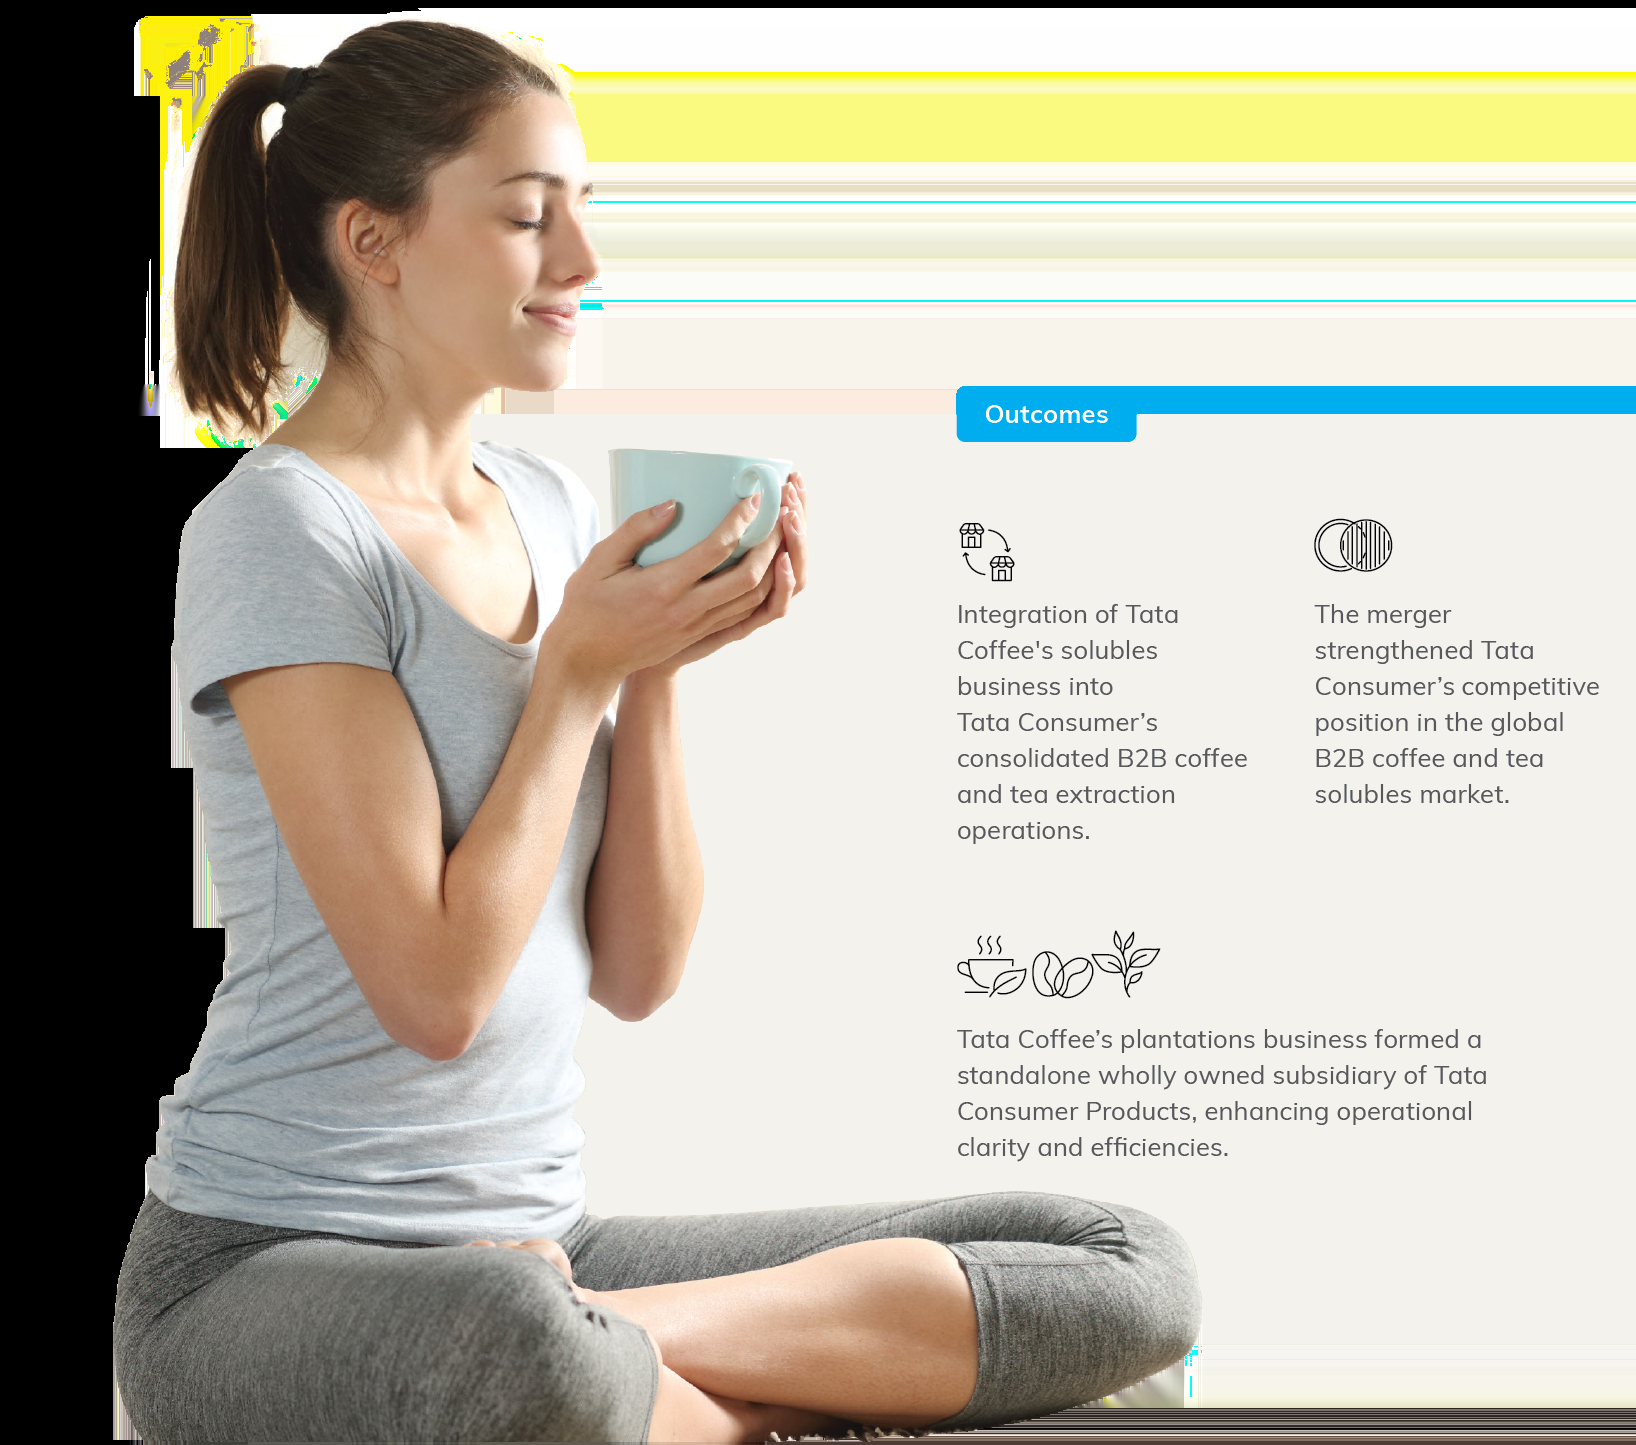 Outcomes
Integration of Tata
Coffee's solubles
business into
Tata Consumer’s
consolidated B2B coffee
and tea extraction
operations.
The merger
strengthened Tata
Consumer’s competitive
position in the global
B2B coffee and tea
solubles market.
Tata Coffee’s plantations business formed a
standalone wholly owned subsidiary of Tata
Consumer Products, enhancing operational
clarity and efficiencies.